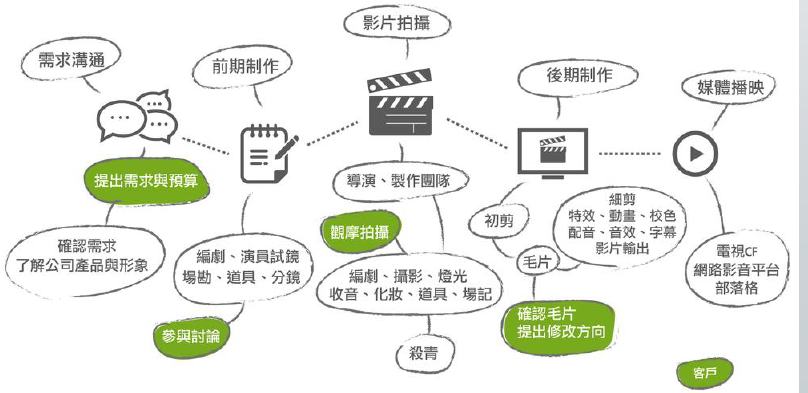 需求溝通
提出需求與預算
確認需求
了解公司產品與形象
前期制作
編劇、演員試鏡
場勘、道具、分鏡
參與討論
影片拍攝
導演、製作團隊
觀摩拍攝
編劇、攝影、燈光
收音、化妝、道具、場記
殺青
後期制作
初剪
毛片
細剪
特效、動畫、校色
配音、音效、字幕
影片輸出
確認毛片
提出修改方向
媒體播映
電視CF
網路影音平台
部落格
客戶